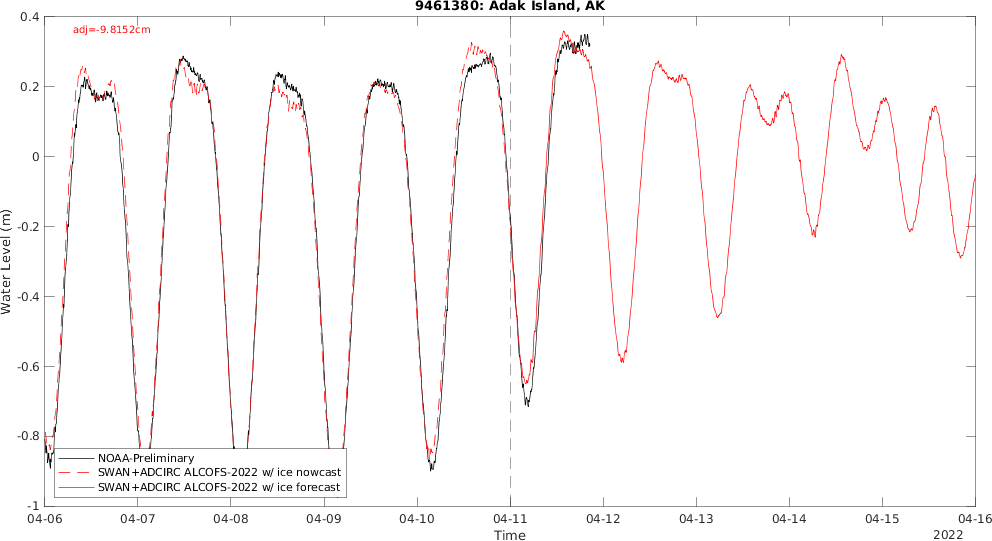 9461380: Adak Island, AK
adj=-9.8152cm
0.4
0.2
0
-0.2
-0.4
-0.6
-0.8
-1
Water Level (m)
NOAA-Preliminary
SWAN+ADCIRC ALCOFS-2022 w/ ice nowcast
SWAN+ADCIRC ALCOFS-2022 w/ ice forecast
04-06 04-07 04-08 04-09 04-10 04-11 04-12 04-13 04-14 04-15 04-16
Time
2022